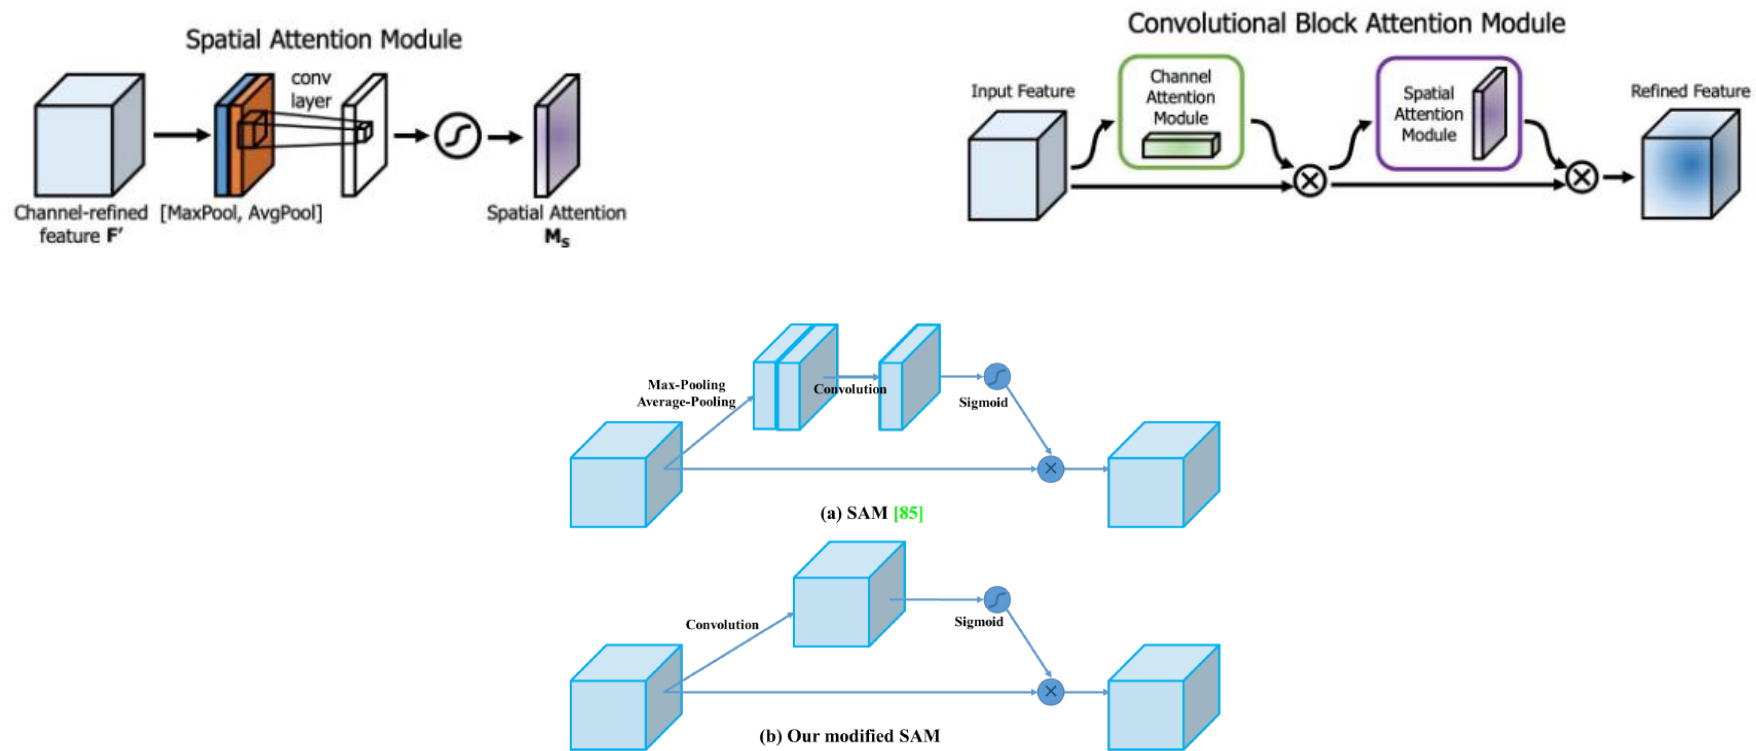 Spatial Attention Module
conv
layer
Channel-refined
feature F′
[MaxPool, AvgPool]
Spatial Attention
Ms
Convolutional Block Attention Module
Input Feature
Channel
Attention
Module
Spatial
Attention
Module
Refined Feature
Max-Pooling
Average-Pooling
Convolution
Sigmoid
(a) SAM [85]
Convolution
Sigmoid
(b) Our modified SAM